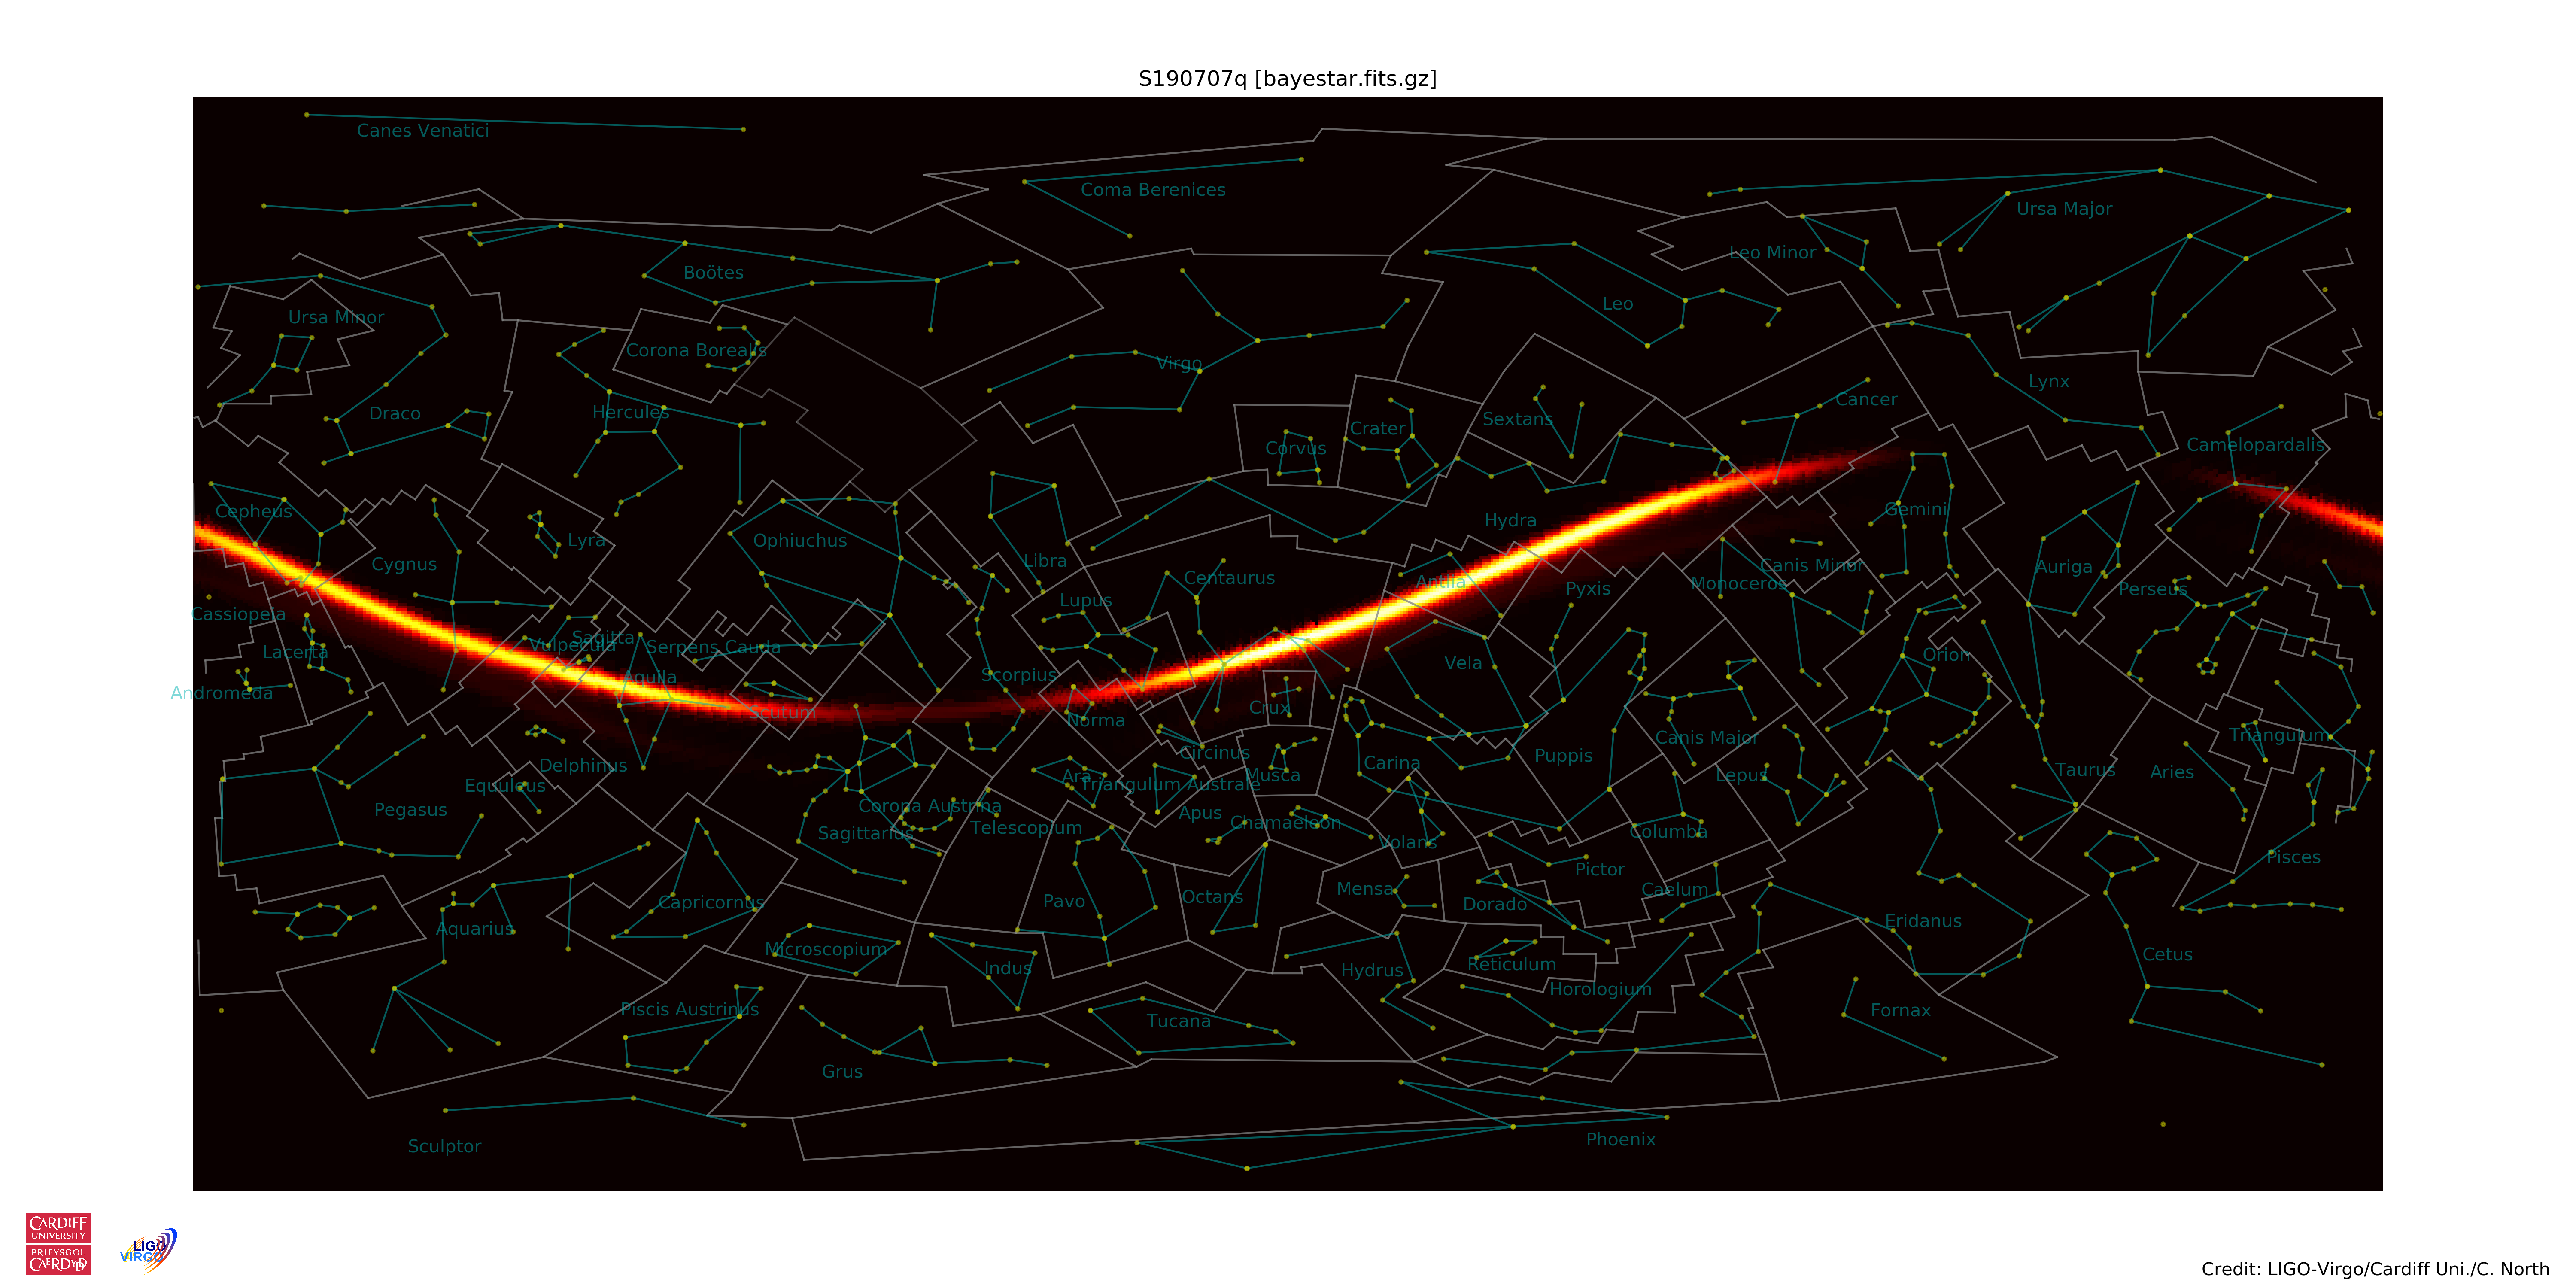 S190707q [bayestar.fits.gz]
Canes Venatici
Coma Berenices
Ursa Major
Boötes
Leo Minor
Leo
Ursa Minor
Corona Borealis
Virgo
Lynx
Draco
Hercules
Cancer
Sextans
Crater
Corvus
Camelopardalis
Cepheus
Gemini
Hydra
Lyra
Ophiuchus
Libra
Cygnus
Centaurus
Antlia
Pyxis
Monoceros
Canis Minor
Auriga
Perseus
Lupus
Cassiopeia
Vulpecula
Sagitta
Serpens Cauda
Lacerta
Orion
Vela
Scorpius
Aquila
Andromeda
Crux
Scutum
Norma
Triangulum
Canis Major
Circinus
Puppis
Carina
Delphinus
Taurus
Aries
Ara
Musca
Lepus
Equuleus
Triangulum Australe
Pegasus
Corona Austrina
Apus
Chamaeleon
Sagittarius
Telescopium
Columba
Volans
Pisces
Pictor
Mensa
Caelum
Octans
Pavo
Capricornus
Dorado
Eridanus
Aquarius
Microscopium
Cetus
Reticulum
Indus
Hydrus
Horologium
Piscis Austrinus
Fornax
Tucana
Grus
Phoenix
Sculptor
CARDIFF
UNIVERSITY
PRIFYSGOL
CAERDYDD
LIGO
VIRGO
Credit: LIGO-Virgo/Cardiff Uni./C. North